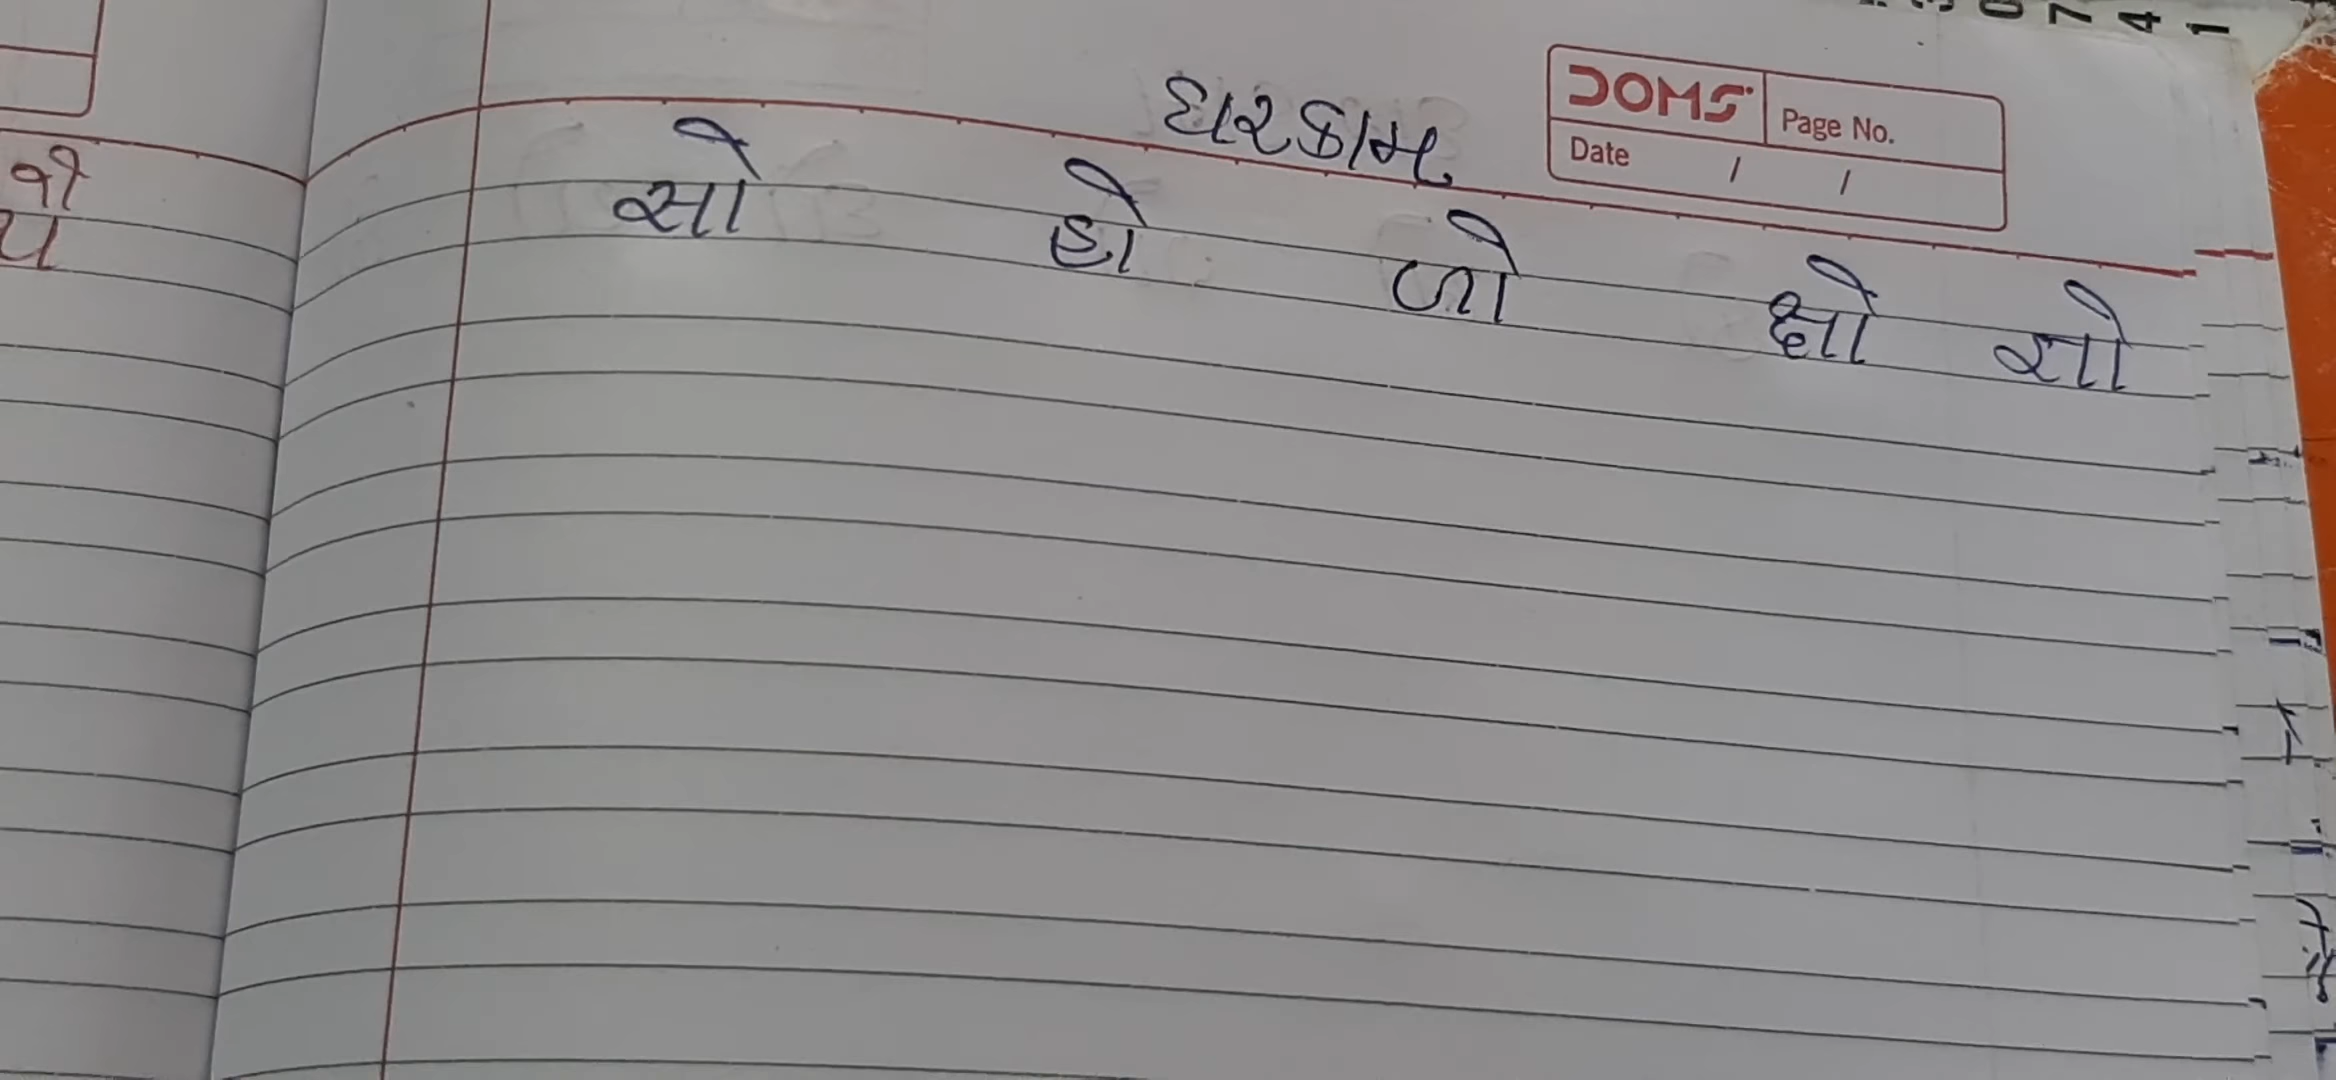 ઘરકામ
DOMS
Page No.
Date / /
સો હો ળો ક્ષો જ્ઞો